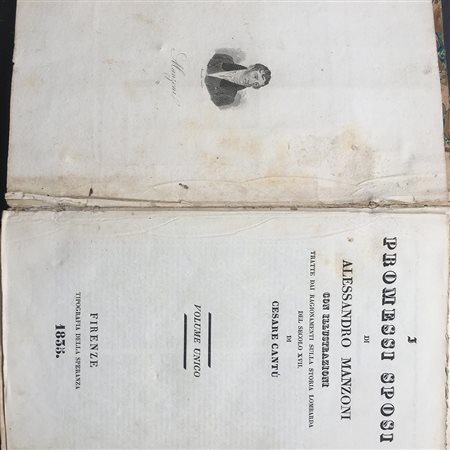 Manzoni
I
PROMESSI SPOSI
DI
ALESSANDRO MANZONI
CON ILLUSTRAZIONI
TRATTE DAI RAGIONAMENTI SULLA STORIA LOMBARDA
DEL SECOLO XVII.
DI
CESARE CANTÙ
VOLUME UNICO
FIRENZE
TIPOGRAFIA DELLA SPERANZA
1835.